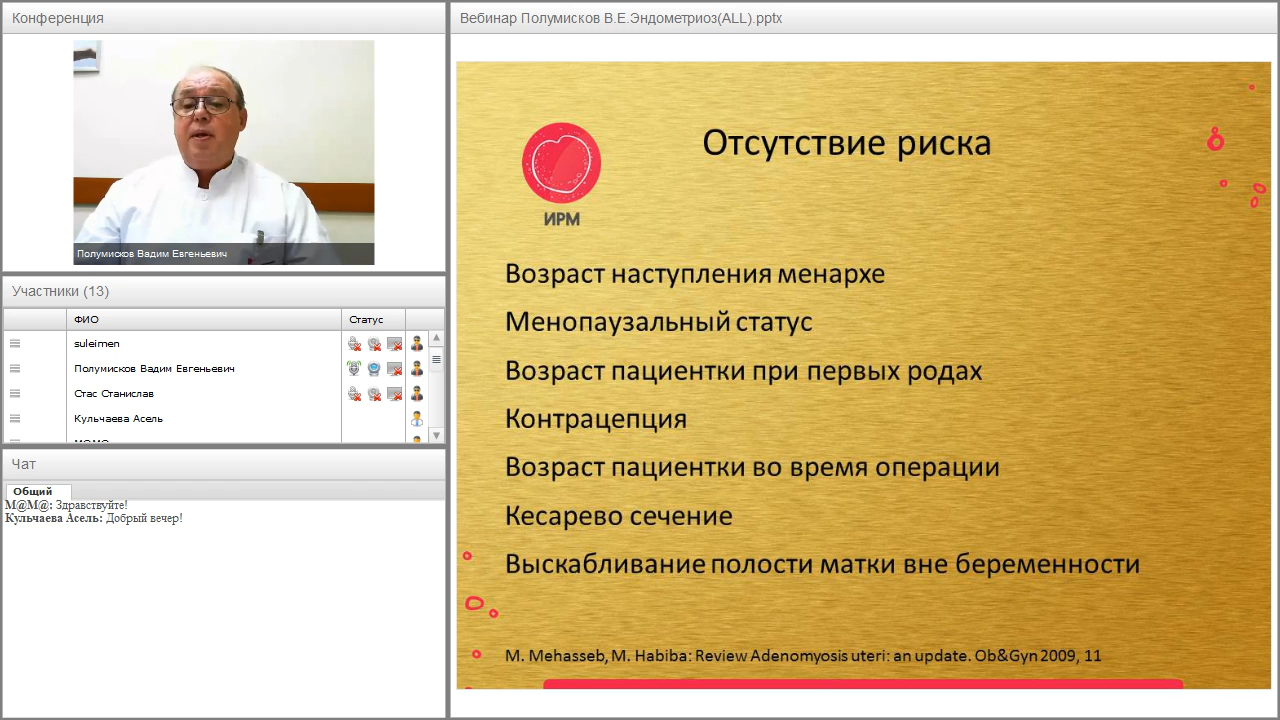 Конференция
Полумисков Вадим Евгеньевич
Участники (13)
ФИО
Статус
suleimen
Полумисков Вадим Евгеньевич
Стас Станислав
Кульчаева Асель
Чат
Общий
M@M@: Здравствуйте!
Кульчаева Асель: Добрый вечер!
Вебинар Полумисков В.Е.Эндометриоз(ALL).pptx
Отсутствие риска
ИРМ
Возраст наступления менархе
Менопаузальный статус
Возраст пациентки при первых родах
Контрацепция
Возраст пациентки во время операции
Кесарево сечение
Выскабливание полости матки вне беременности
M. Mehasseb, M. Habiba: Review Adenomyosis uteri: an update. Ob&Gyn 2009, 11